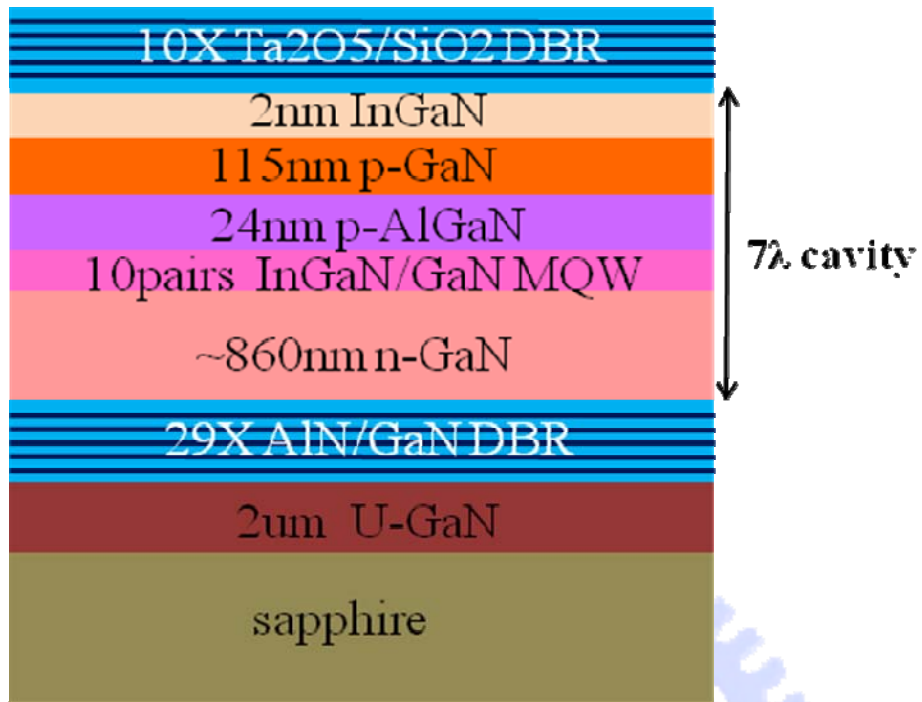 10X Ta2O5/SiO2 DBR
2nm InGaN
115nm p-GaN
24nm p-AlGaN
7λ cavity
10pairs InGaN/GaN MQW
~860nm n-GaN
29X AlN/GaN DBR
2um U-GaN
sapphire